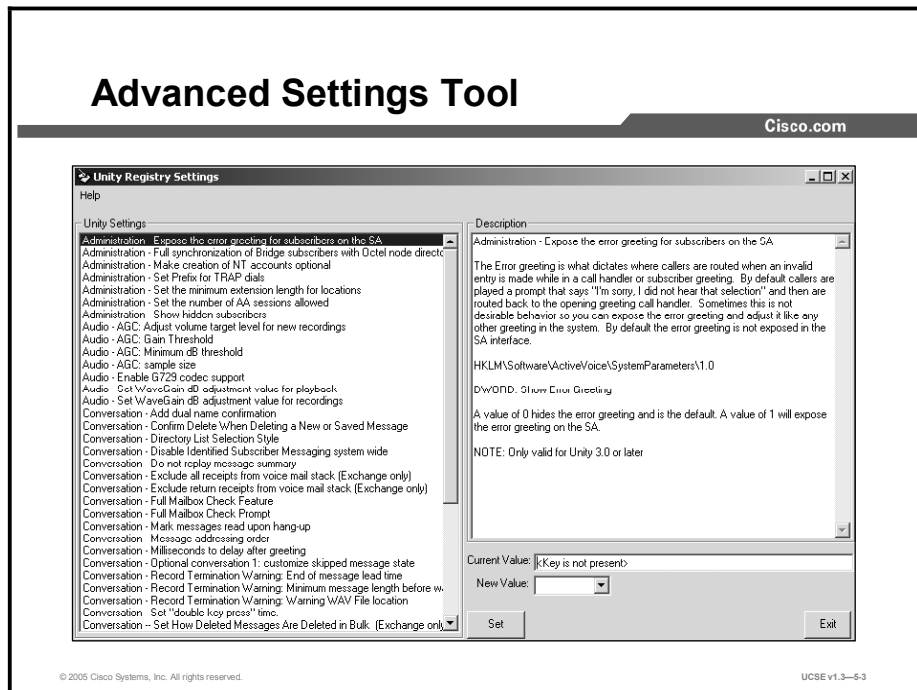 Advanced Settings Tool
Cisco.com
Unity Registry Settings
Help
Unity Settings
Administration - Expose the error greeting for subscribers on the SA
Administration - Full synchronization of Bridge subscribers with Octel node directo
Administration - Make creation of NT accounts optional
Administration - Set Prefix for TRAP dials
Administration - Set the minimum extension length for locations
Administration - Set the number of AA sessions allowed
Administration - Show hidden subscribers
Audio - AGC: Adjust volume target level for new recordings
Audio - AGC: Gain Threshold
Audio - AGC: Minimum dB threshold
Audio - AGC: sample size
Audio - Enable G729 codec support
Audio - Set WaveGain dB adjustment value for playback
Audio - Set WaveGain dB adjustment value for recordings
Conversation - Add dual name confirmation
Conversation - Confirm Delete When Deleting a New or Saved Message
Conversation - Directory List Selection Style
Conversation - Disable Identified Subscriber Messaging system wide
Conversation - Do not replay message summary
Conversation - Exclude all receipts from voice mail stack (Exchange only)
Conversation - Exclude return receipts from voice mail stack (Exchange only)
Conversation - Full Mailbox Check Feature
Conversation - Full Mailbox Check Prompt
Conversation - Mark messages read upon hang-up
Conversation - Message addressing order
Conversation - Milliseconds to delay after greeting
Conversation - Optional conversation 1: customize skipped message state
Conversation - Record Termination Warning: End of message lead time
Conversation - Record Termination Warning: Minimum message length before w
Conversation - Record Termination Warning: Warning WAV File location
Conversation - Set "double key press" time.
Conversation -- Set How Deleted Messages Are Deleted in Bulk (Exchange only
Description
Administration - Expose the error greeting for subscribers on the SA
The Error greeting is what dictates where callers are routed when an invalid
entry is made while in a call handler or subscriber greeting. By default callers are
played a prompt that says "I'm sorry, I did not hear that selection" and then are
routed back to the opening greeting call handler. Sometimes this is not
desirable behavior so you can expose the error greeting and adjust it like any
other greeting in the system. By default the error greeting is not exposed in the
SA interface.
HKLM\Software\ActiveVoice\SystemParameters\1.0
DWORD: Show Error Greeting
A value of 0 hides the error greeting and is the default. A value of 1 will expose
the error greeting on the SA.
NOTE: Only valid for Unity 3.0 or later
Current Value: <Key is not present>
New Value:
Set
Exit
© 2005 Cisco Systems, Inc. All rights reserved.
UCSE v1.3—5-3